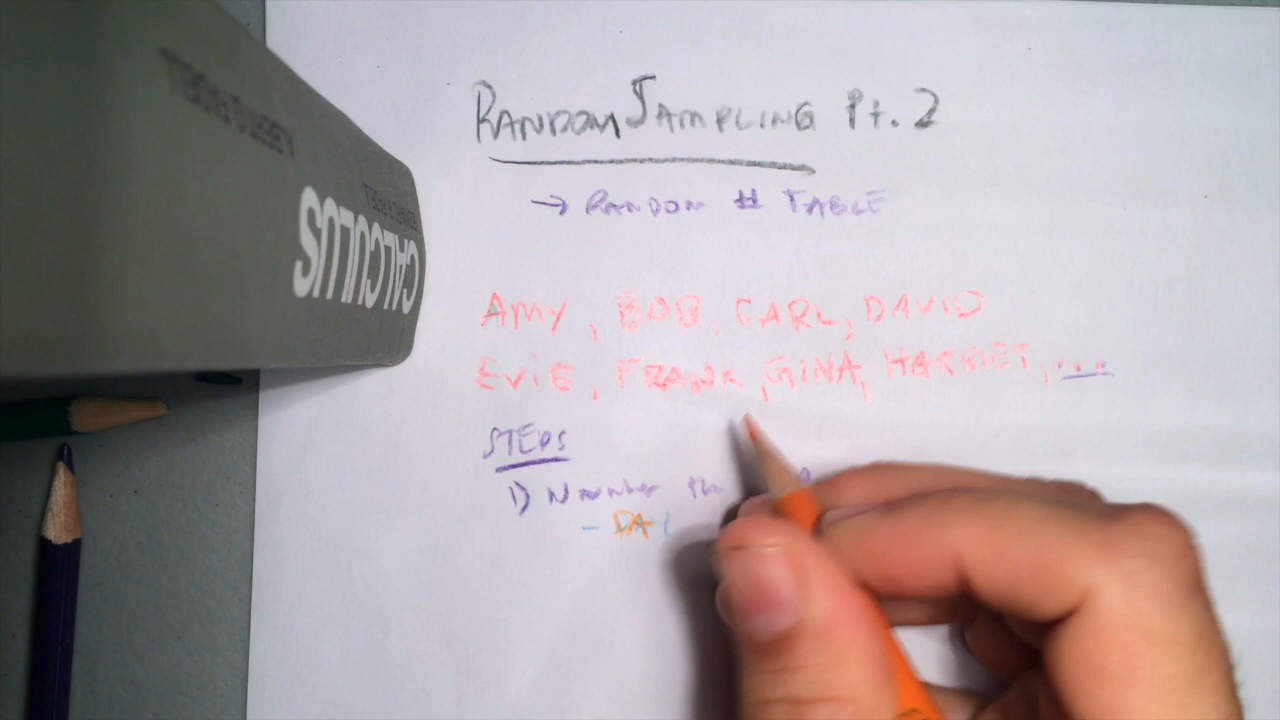 RANDOM SAMPLING Pt. 2
→ RANDOM # TABLE
AMY, BOB, CARL, DAVID
EVIE, FRANK, GINA, HARRIET, ...
STEPS
1) Number the
- DAY
CALCULUS